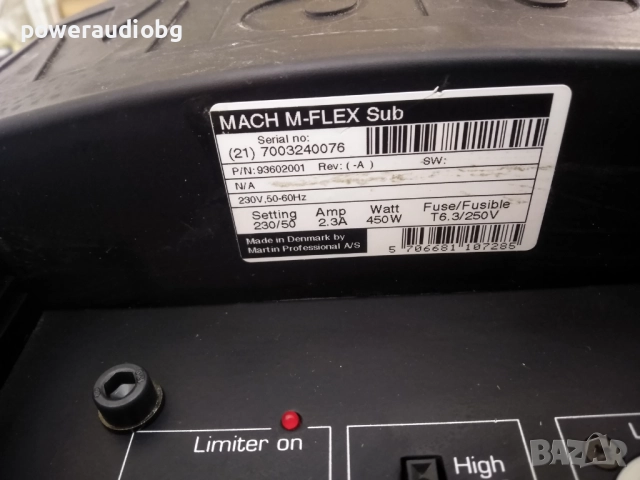 poweraudiobg
MACH M-FLEX Sub
Serial no:
(21) 7003240076
P/N: 93602001 Rev: ( -A ) SW:
N/A
230V,50-60Hz
Setting Amp Watt Fuse/Fusible
230/50 2.3A 450W T6.3/250V
Made in Denmark by
Martin Professional A/S
5 706681 107285
Limiter on
High
BAZAR